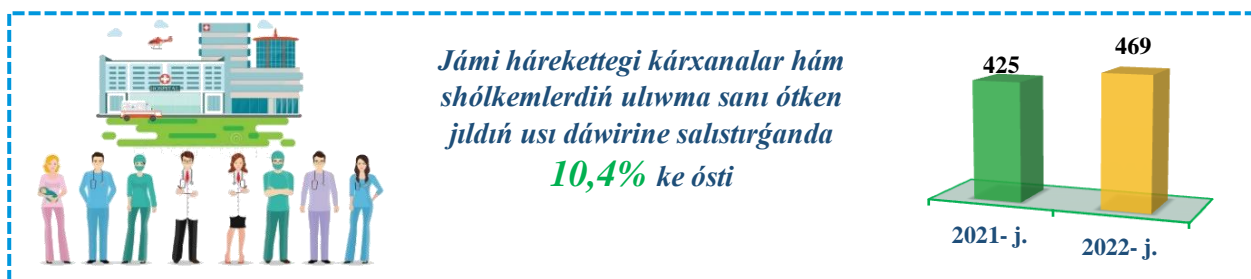 HOSPITAL
Jámi hárekettegi kárxanalar hám
shólkemlerdiń ulıwma sanı ótken
jıldıń usı dáwirine salıstırǵanda
10,4% ke ósti
425
469
2021- j.
2022- j.